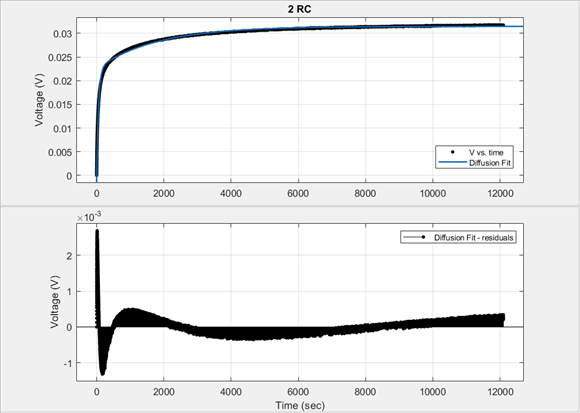 2 RC
Voltage (V)
0.03
0.025
0.02
0.015
0.01
0.005
0
0 2000 4000 6000 8000 10000 12000
V vs. time
Diffusion Fit
×10⁻³
Voltage (V)
2
1
0
-1
Diffusion Fit - residuals
0 2000 4000 6000 8000 10000 12000
Time (sec)